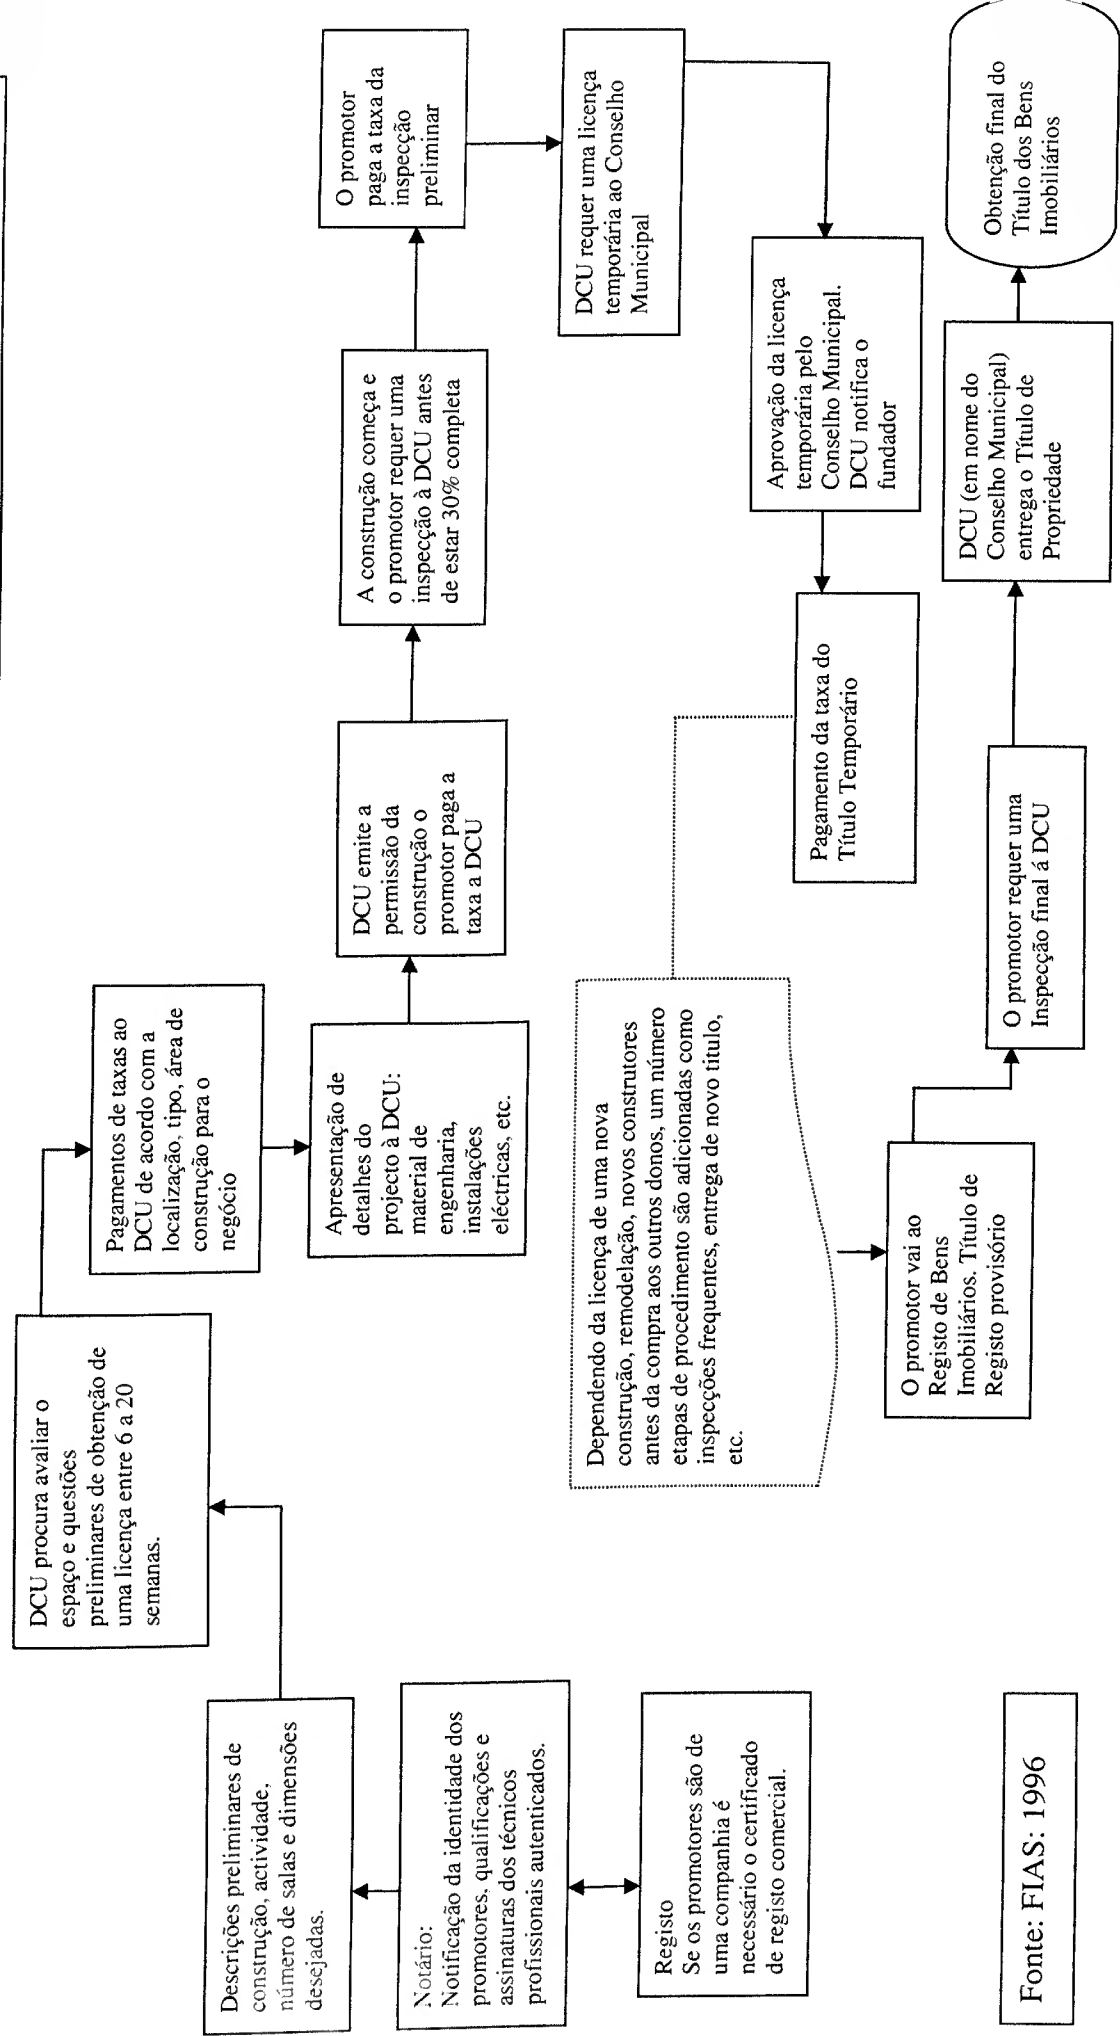 Registo
Se os promotores são de
uma companhia é
necessário o certificado
de registo comercial.
Notário:
Notificação da identidade dos
promotores. qualificações e
assinaturas dos técnicos
profissionais autenticados.
Descrições preliminares de
construção, actividade,
número de salas e dimensões
desejadas.
DCU procura avaliar o
espaço e questões
preliminares de obtenção de
uma licença entre 6 a 20
semanas.
Pagamentos de taxas ao
DCU de acordo com a
localização, tipo, área de
construção para o
negócio
Apresentação de
detalhes do
projecto à DCU:
material de
engenharia,
instalações
eléctricas, etc.
DCU emite a
permissão da
construção o
promotor paga a
taxa a DCU
A construção começa e
o promotor requer uma
inspecção à DCU antes
de estar 30% completa
O promotor
paga a taxa da
inspecção
preliminar
DCU requer uma licença
temporária ao Conselho
Municipal
Aprovação da licença
temporária pelo
Conselho Municipal.
DCU notifica o
fundador
Pagamento da taxa do
Título Temporário
Dependendo da licença de uma nova
construção, remodelação, novos construtores
antes da compra aos outros donos, um número
etapas de procedimento são adicionadas como
inspecções frequentes, entrega de novo titulo,
etc.
O promotor vai ao
Registo de Bens
Imobiliários. Título de
Registo provisório
O promotor requer uma
Inspecção final á DCU
DCU (em nome do
Conselho Municipal)
entrega o Título de
Propriedade
Obtenção final do
Título dos Bens
Imobiliários
Fonte: FIAS: 1996